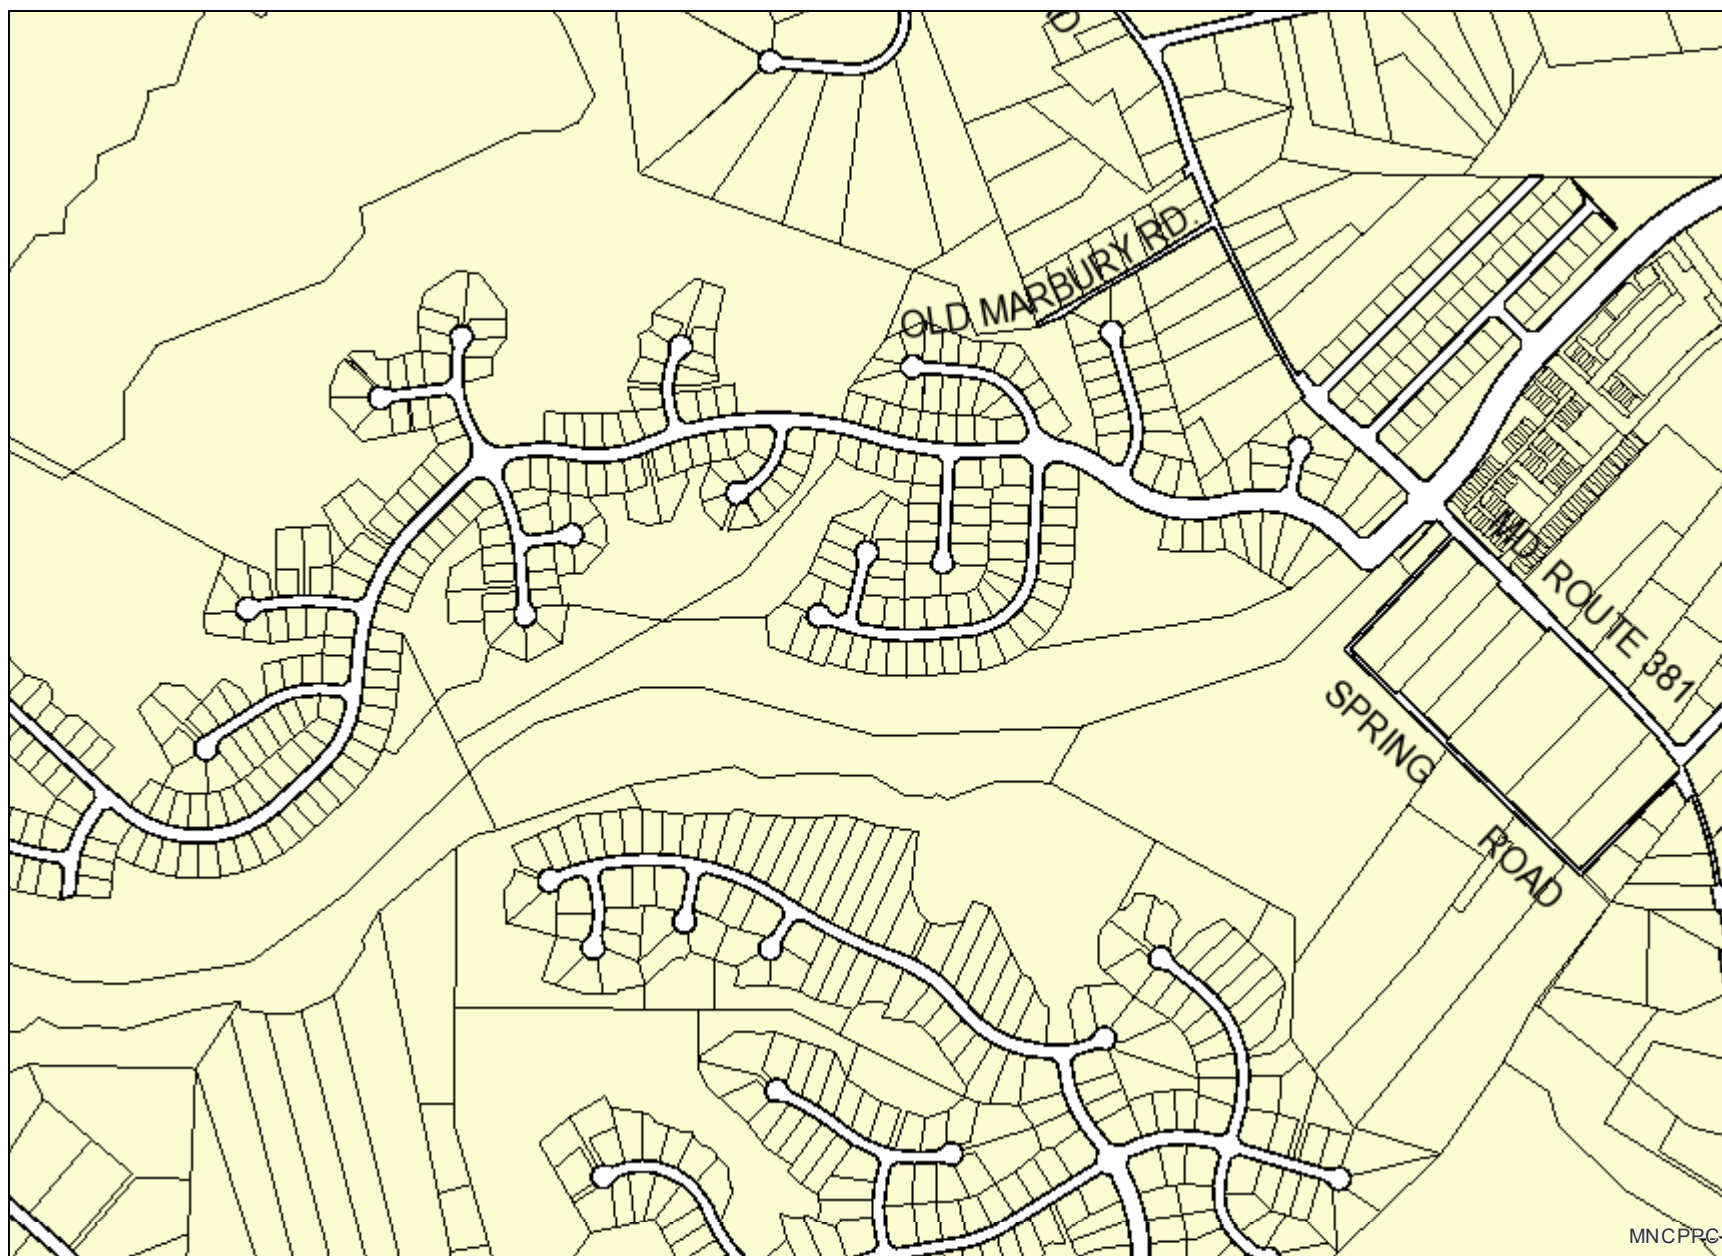 D
OLD MARBURY RD.
MD. ROUTE 381
SPRING
ROAD
MNCPPC